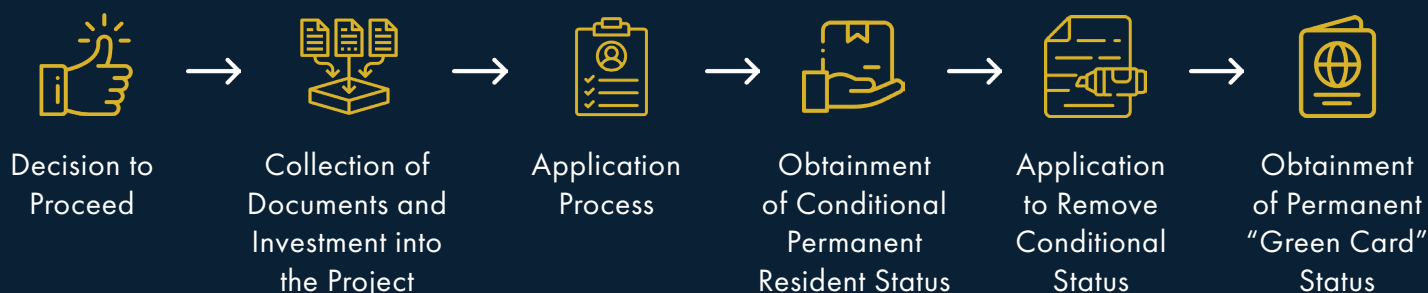 Decision to
Proceed
Collection of
Documents and
Investment into
the Project
Application
Process
Obtainment
of Conditional
Permanent
Resident Status
Application
to Remove
Conditional
Status
Obtainment
of Permanent
“Green Card”
Status